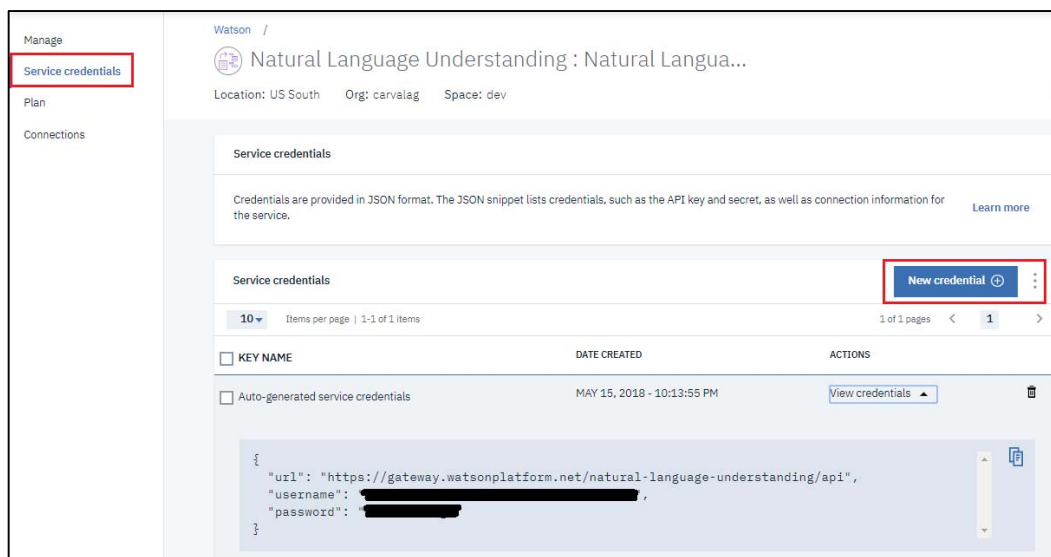 Manage
Service credentials
Plan
Connections
Watson /
Natural Language Understanding : Natural Langua...
Location: US South Org: carvalag Space: dev
Service credentials
Credentials are provided in JSON format. The JSON snippet lists credentials, such as the API key and secret, as well as connection information for
the service.
Learn more
Service credentials
New credential
10 Items per page | 1-1 of 1 items
1 of 1 pages < 1 >
KEY NAME DATE CREATED ACTIONS
Auto-generated service credentials MAY 15, 2018 - 10:13:55 PM View credentials
{
"url": "https://gateway.watsonplatform.net/natural-language-understanding/api",
"username": "",
"password": "
}